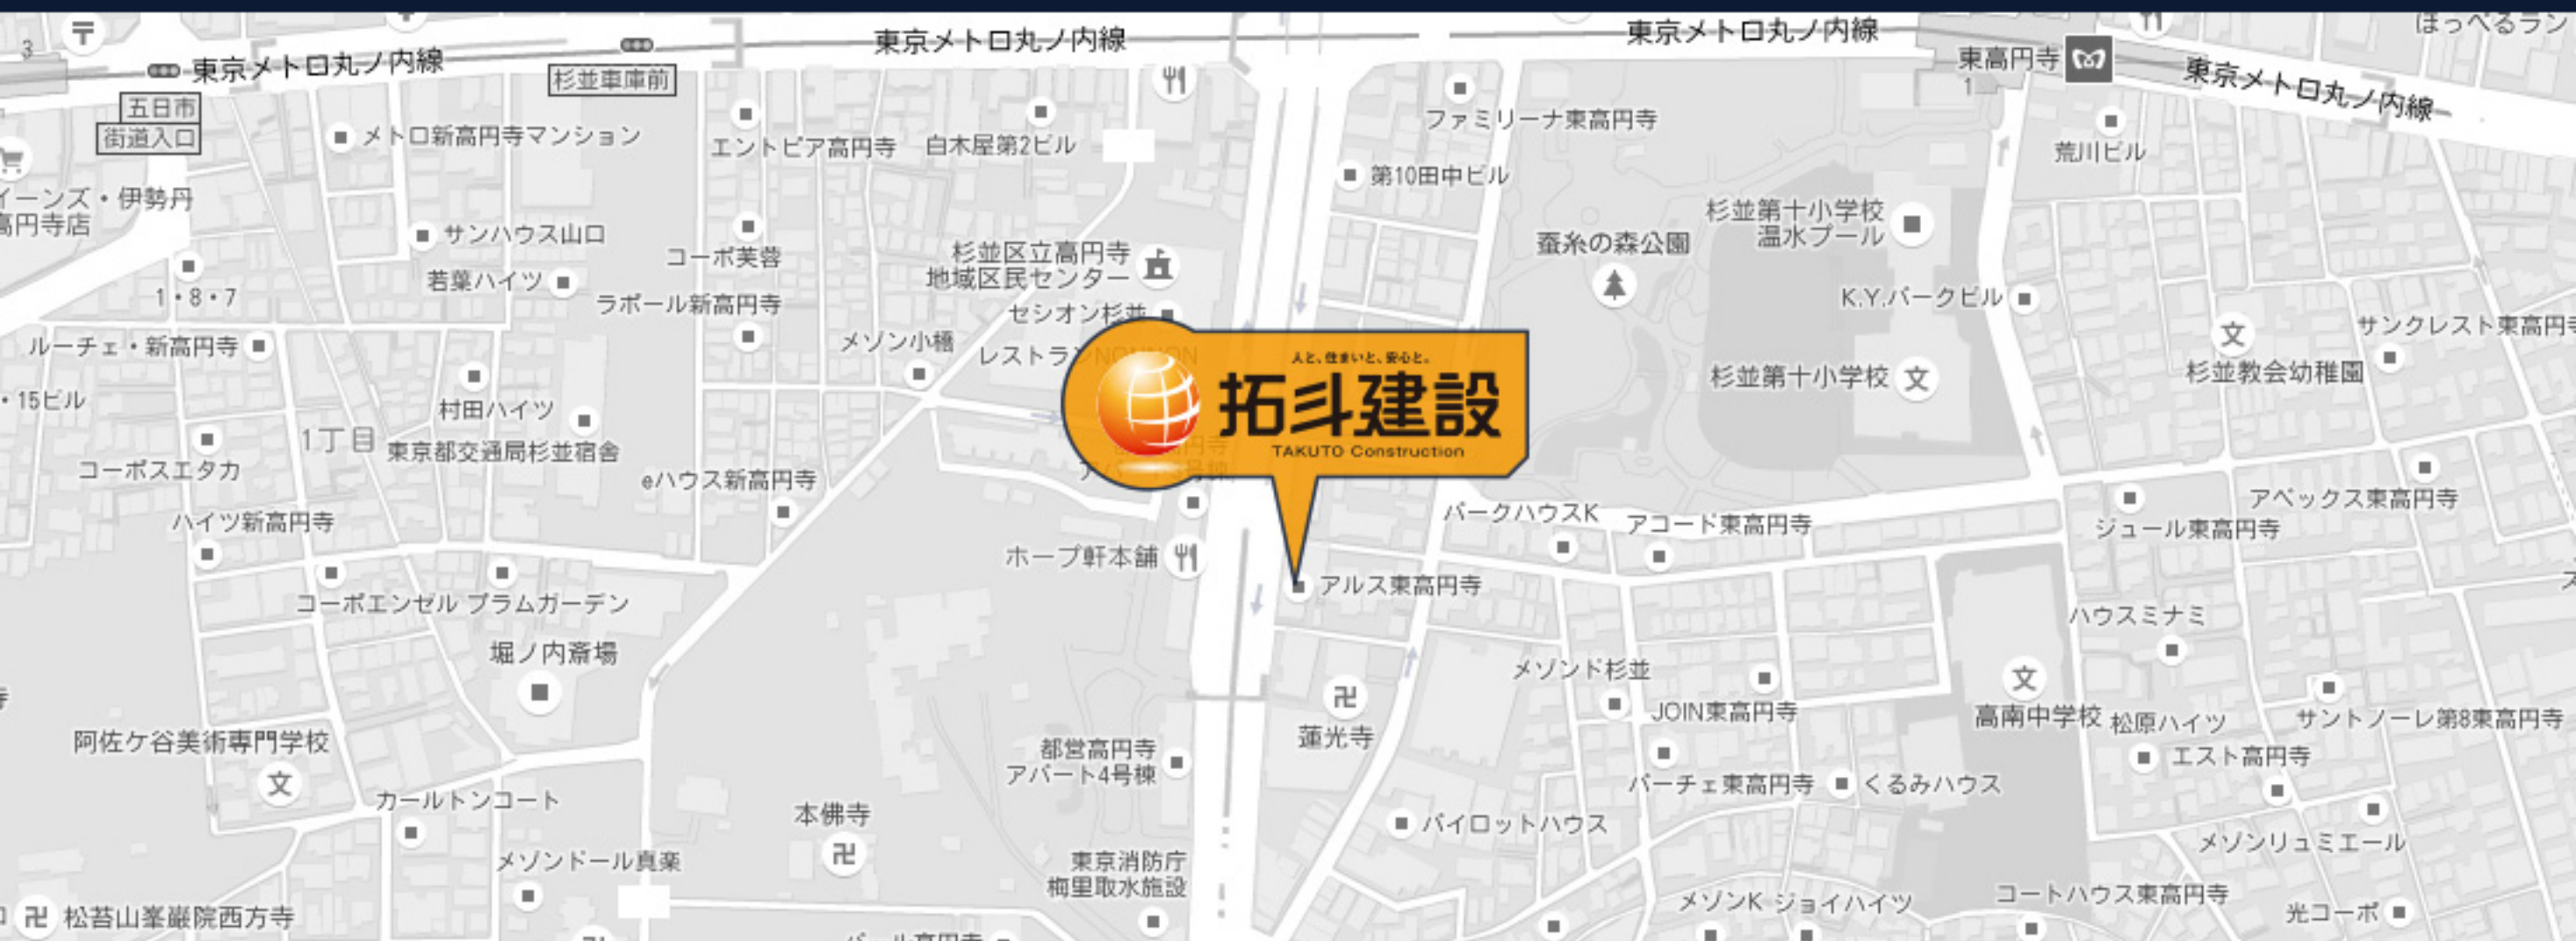 3
東京メトロ丸ノ内線
杉並車庫前
東京メトロ丸ノ内線
東京メトロ丸ノ内線
東高円寺
1
東京メトロ丸ノ内線
ほっぺるラン
五日市
街道入口
メトロ新高円寺マンション
エントピア高円寺
白木屋第2ビル
ファミリーナ東高円寺
第10田中ビル
荒川ビル
イーンズ・伊勢丹
高円寺店
サンハウス山口
若葉ハイツ
コーポ芙蓉
杉並区立高円寺
地域区民センター
蚕糸の森公園
杉並第十小学校
温水プール
1・8・7
ラポール新高円寺
セシオン杉並
K.Y.パークビル
ルーチェ・新高円寺
メゾン小橋
レストランNONNON
サンクレスト東高円寺
人と、住まいと、安心と。
拓斗建設
TAKUTO Construction
杉並第十小学校
杉並教会幼稚園
・15ビル
村田ハイツ
1丁目
東京都交通局杉並宿舎
コーポスエタカ
eハウス新高円寺
ハイツ新高円寺
パークハウスK
アコード東高円寺
アペックス東高円寺
ジュール東高円寺
ホープ軒本舗
アルス東高円寺
コーポエンゼル
プラムガーデン
ハウスミナミ
堀ノ内斎場
メゾンド杉並
蓮光寺
JOIN東高円寺
高南中学校
松原ハイツ
サントノーレ第8東高円寺
阿佐ケ谷美術専門学校
都営高円寺
アパート4号棟
エスト高円寺
カールトンコート
パーチェ東高円寺
くるみハウス
本佛寺
パイロットハウス
メゾンリュミエール
メゾンドール真楽
東京消防庁
梅里取水施設
メゾンK
ジョイハイツ
コートハウス東高円寺
光コーポ
松苔山峯巌院西方寺